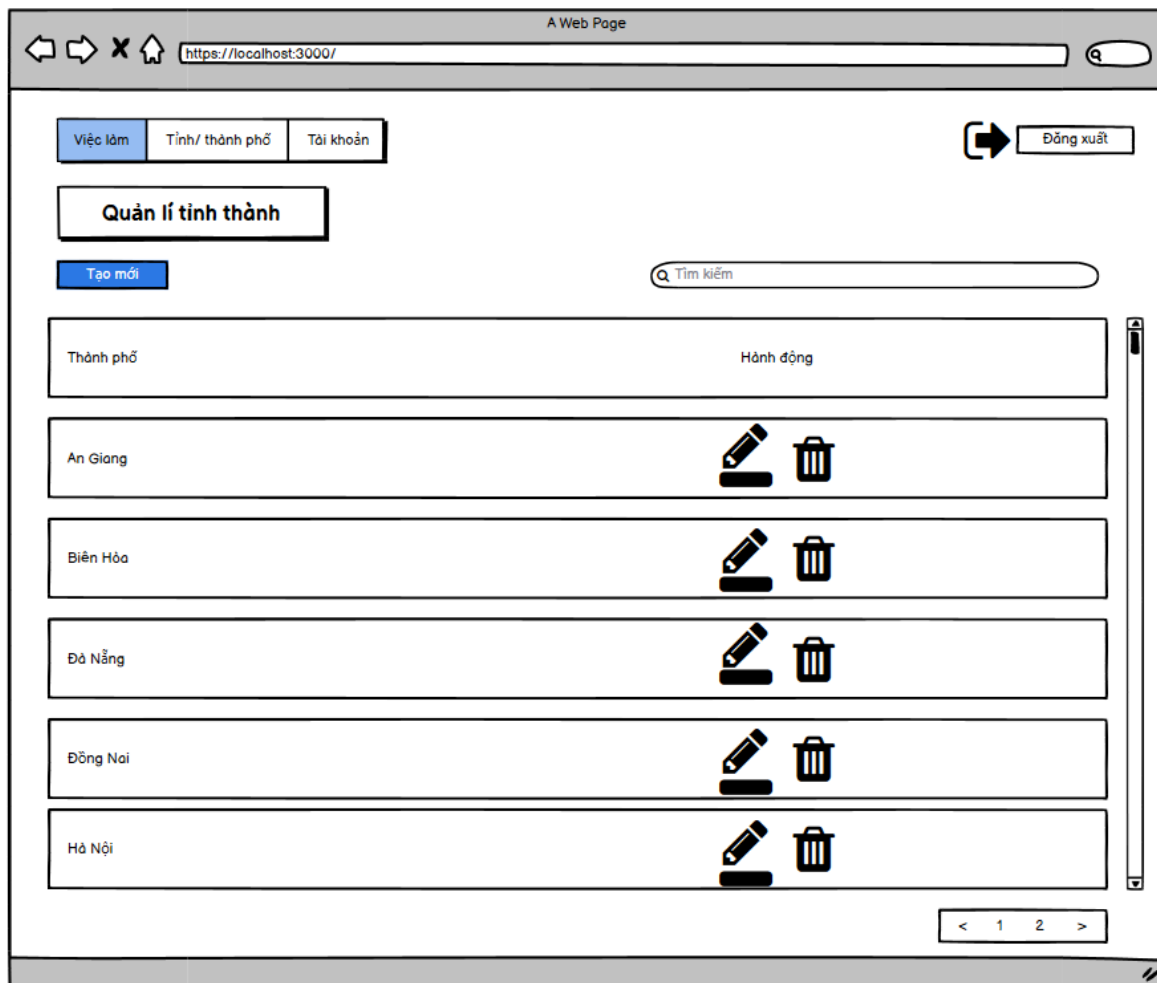 A Web Page
https://localhost:3000/
Việc làm
Tỉnh/ thành phố
Tài khoản
Đăng xuất
Quản lí tỉnh thành
Tạo mới
Tìm kiếm
Thành phố
Hành động
An Giang
Biên Hòa
Đà Nẵng
Đồng Nai
Hà Nội
< 1 2 >